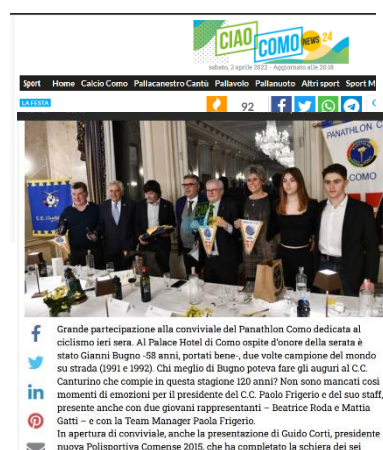 CIAO
COMO
NEWS 24
sabato, 2 aprile 2022 - Aggiornato alle 20:18
Sport Home Calcio Como Pallacanestro Cantù Pallavolo Pallanuoto Altri sport Sport M
LA FESTA
92
PANATHLON C
COMO
Grande partecipazione alla conviviale del Panathlon Como dedicata al
ciclismo ieri sera. Al Palace Hotel di Como ospite d'onore della serata è
stato Gianni Bugno -58 anni, portati bene-, due volte campione del mondo
su strada (1991 e 1992). Chi meglio di Bugno poteva fare gli auguri al C.C.
Canturino che compie in questa stagione 120 anni? Non sono mancati così
momenti di emozioni per il presidente del C.C. Paolo Frigerio e del suo staff,
presente anche con due giovani rappresentanti – Beatrice Roda e Mattia
Gatti – e con la Team Manager Paola Frigerio.
In apertura di conviviale, anche la presentazione di Guido Corti, presidente
nuova Polisportiva Comense 2015, che ha completato la schiera dei sei